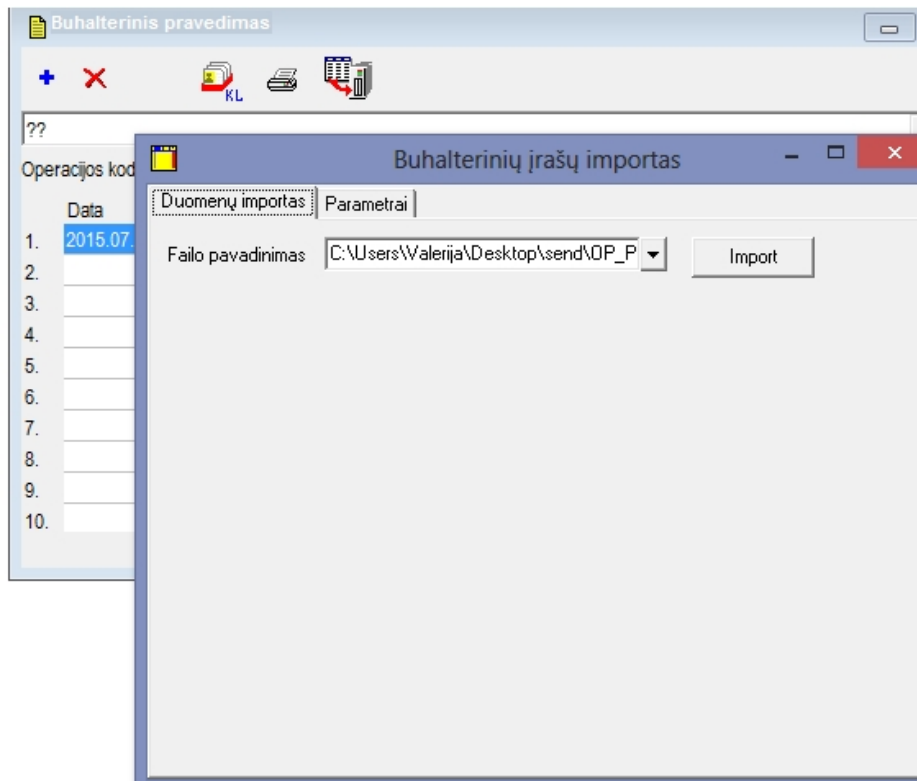 Buhalterinis pravedimas
KL
??
Operacijos kod
Data
1. 2015.07.
2.
3.
4.
5.
6.
7.
8.
9.
10.
Buhalterinių įrašų importas
Duomenų importas Parametrai
Failo pavadinimas C:\Users\Valerija\Desktop\send\OP_P Import